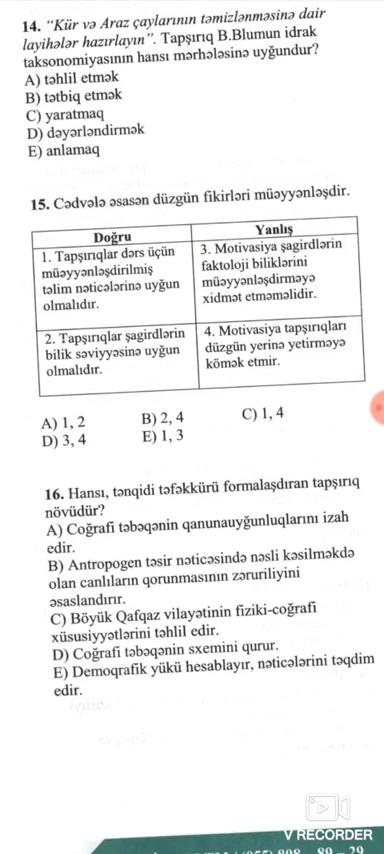 14. “Kür və Araz çaylarının təmizlənməsinə dair
layihələr hazırlayın”. Tapşırıq B.Blumun idrak
taksonomiyasının hansı mərhələsinə uyğundur?
A) təhlil etmək
B) tətbiq etmək
C) yaratmaq
D) dəyərləndirmək
E) anlamaq
15. Cədvələ əsasən düzgün fikirləri müəyyənləşdir.
Doğru
1. Tapşırıqlar dərs üçün
müəyyənləşdirilmiş
təlim nəticələrinə uyğun
olmalıdır.
2. Tapşırıqlar şagirdlərin
bilik səviyyəsinə uyğun
olmalıdır.
Yanlış
3. Motivasiya şagirdlərin
faktoloji biliklərini
müəyyənləşdirməyə
xidmət etməməlidir.
4. Motivasiya tapşırıqları
düzgün yerinə yetirməyə
kömək etmir.
A) 1, 2 B) 2, 4 C) 1, 4
D) 3, 4 E) 1, 3
16. Hansı, tənqidi təfəkkürü formalaşdıran tapşırıq
növüdür?
A) Coğrafi təbəqənin qanunauyğunluqlarını izah
edir.
B) Antropogen təsir nəticəsində nəsli kəsilməkdə
olan canlıların qorunmasının zəruriliyini
əsaslandırır.
C) Böyük Qafqaz vilayətinin fiziki-coğrafi
xüsusiyyətlərini təhlil edir.
D) Coğrafi təbəqənin sxemini qurur.
E) Demoqrafik yükü hesablayır, nəticələrini təqdim
edir.
V RECORDER